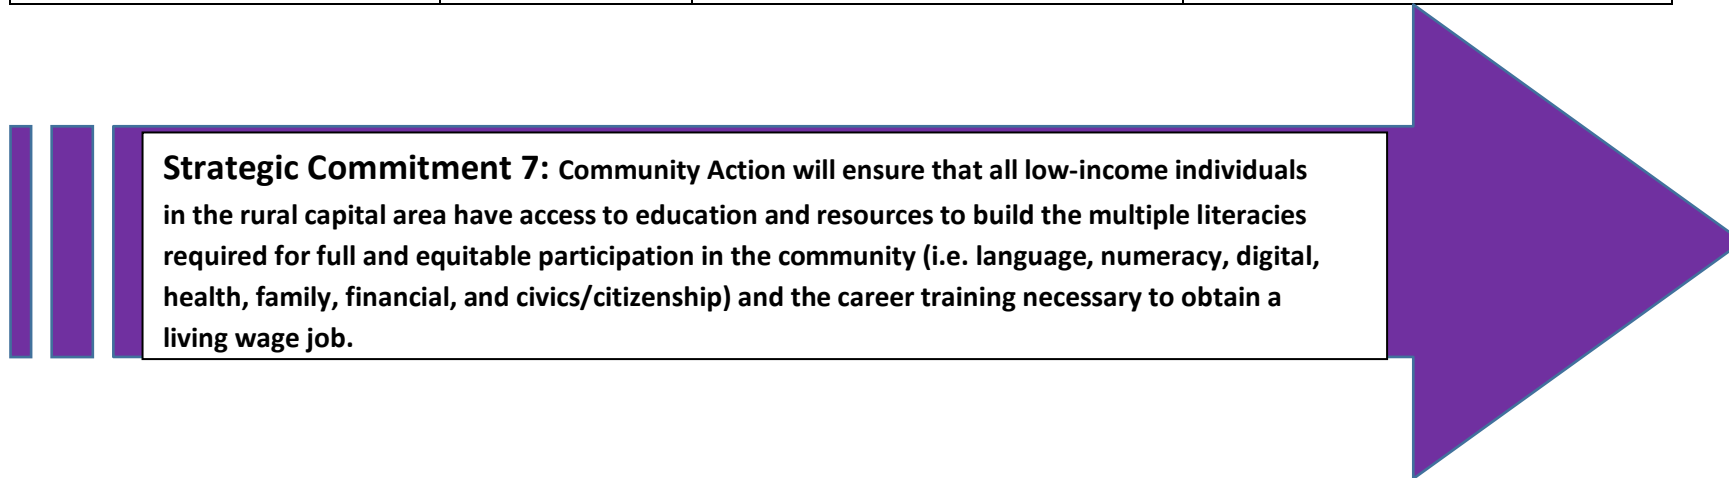 Strategic Commitment 7: Community Action will ensure that all low-income individuals
in the rural capital area have access to education and resources to build the multiple literacies
required for full and equitable participation in the community (i.e. language, numeracy, digital,
health, family, financial, and civics/citizenship) and the career training necessary to obtain a
living wage job.